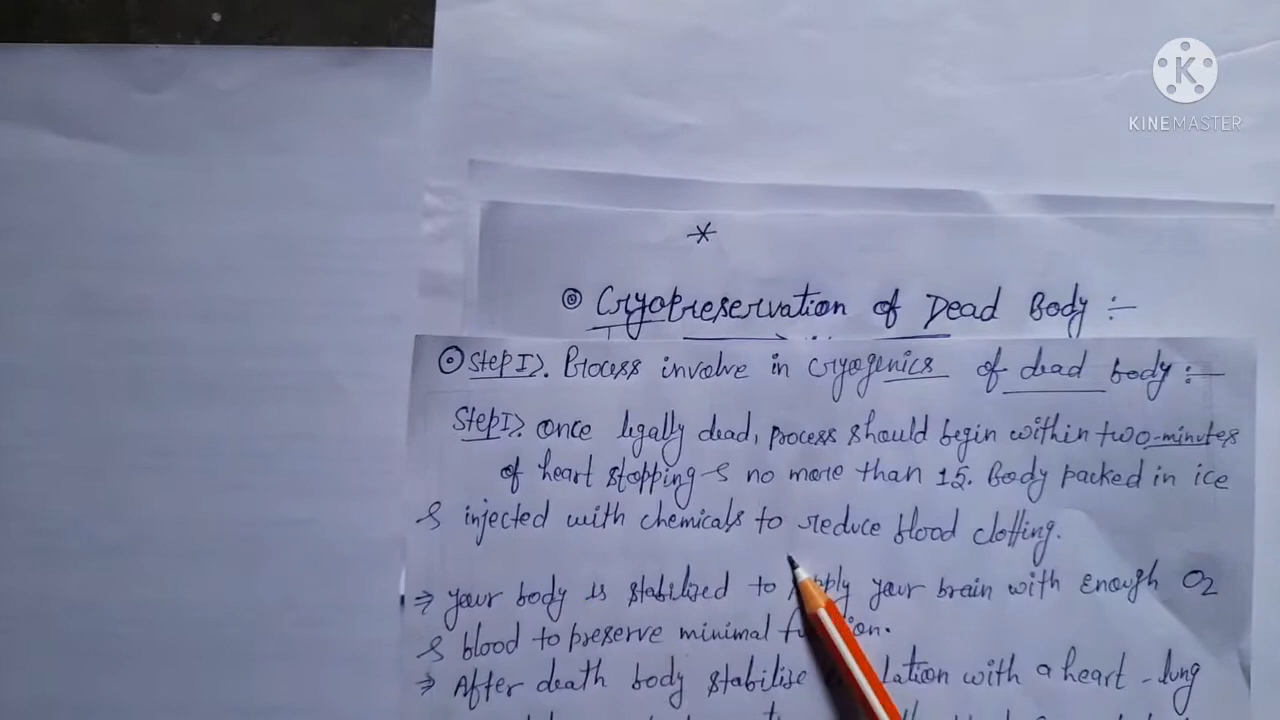 K
KINEMASTER
*
⊙ Cryopreservation of Dead Body :-
⊙ Step I>. Process involve in cryogenics of dead body :-
Step I>. Once legally dead, process should begin within two-minutes
of heart stopping & no more than 15. Body packed in ice
& injected with chemicals to reduce blood clotting.
⇒ your body is stabilized to your brain with enough O2
& blood to preserve minimal
⇒ After death body stabilise with a heart-lung